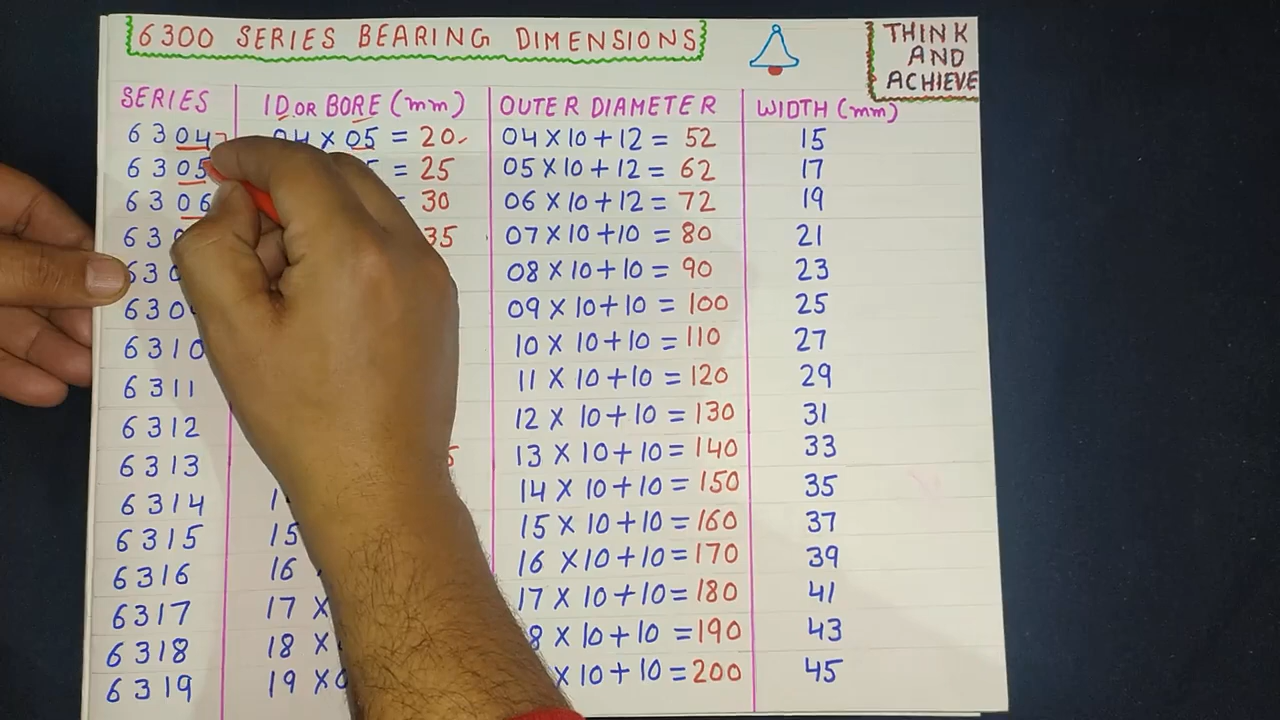 6300 SERIES BEARING DIMENSIONS
THINK
AND
ACHIEVE
SERIES ID OR BORE (mm) OUTER DIAMETER WIDTH (mm)
6304 04 × 05 = 20 04 × 10 + 12 = 52 15
6305 = 25 05 × 10 + 12 = 62 17
6306 = 30 06 × 10 + 12 = 72 19
35 07 × 10 + 10 = 80 21
08 × 10 + 10 = 90 23
09 × 10 + 10 = 100 25
6310 10 × 10 + 10 = 110 27
6311 11 × 10 + 10 = 120 29
6312 12 × 10 + 10 = 130 31
6313 13 × 10 + 10 = 140 33
6314 14 × 10 + 10 = 150 35
6315 15 15 × 10 + 10 = 160 37
6316 16 16 × 10 + 10 = 170 39
6317 17 × 17 × 10 + 10 = 180 41
6318 18 × × 10 + 10 = 190 43
6319 19 × × 10 + 10 = 200 45